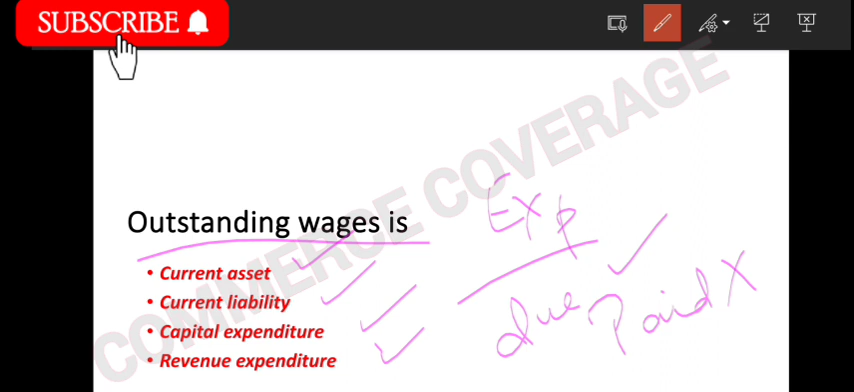 SUBSCRIBE
COMMERCE COVERAGE
Outstanding wages is
Exp
• Current asset
• Current liability
due Paid X
• Capital expenditure
• Revenue expenditure